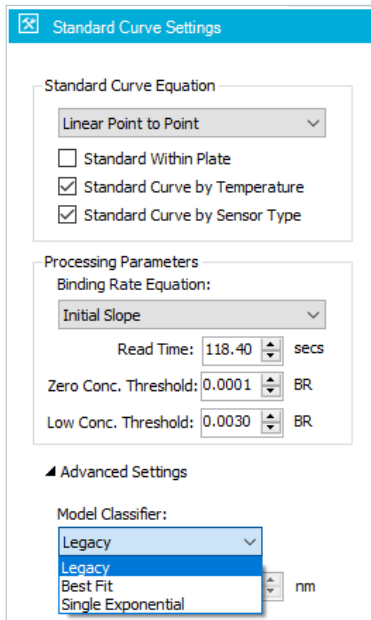 Standard Curve Settings
Standard Curve Equation
Linear Point to Point
Standard Within Plate
Standard Curve by Temperature
Standard Curve by Sensor Type
Processing Parameters
Binding Rate Equation:
Initial Slope
Read Time: 118.40 secs
Zero Conc. Threshold: 0.0001 BR
Low Conc. Threshold: 0.0030 BR
Advanced Settings
Model Classifier:
Legacy
Legacy
Best Fit
nm
Single Exponential